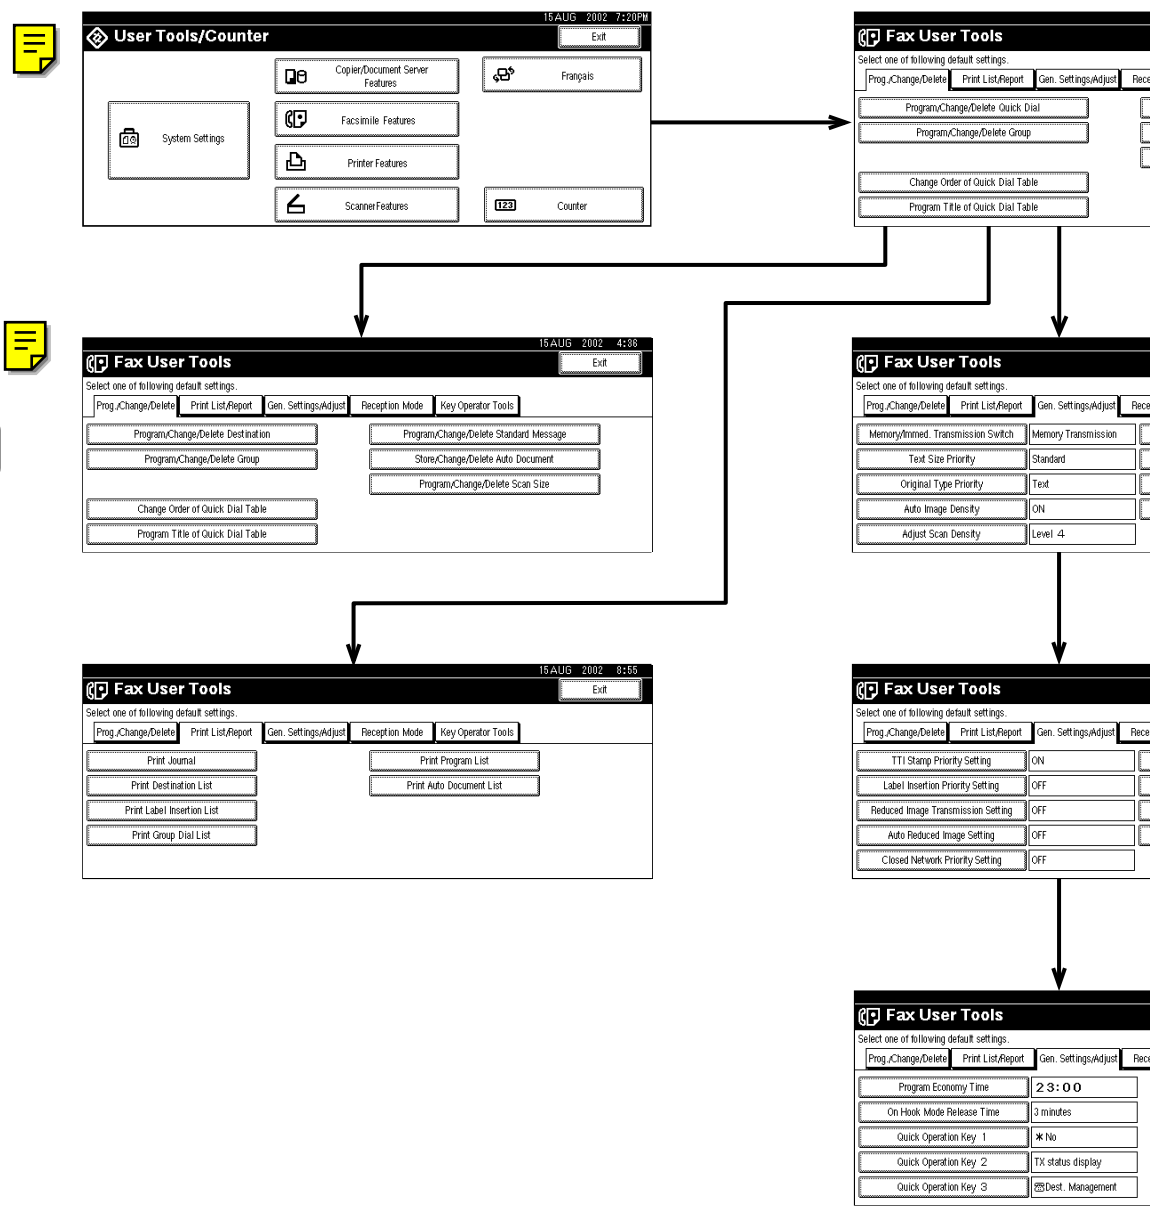 15 AUG 2002 7:20PM
User Tools/Counter
Exit
Copier/Document Server
Features
Français
System Settings
Facsimile Features
Printer Features
Scanner Features
Counter
Fax User Tools
Select one of following default settings.
Prog./Change/Delete Print List/Report Gen. Settings/Adjust Rece
Program/Change/Delete Quick Dial
Program/Change/Delete Group
Change Order of Quick Dial Table
Program Title of Quick Dial Table
15 AUG 2002 4:36
Fax User Tools
Exit
Select one of following default settings.
Prog./Change/Delete Print List/Report Gen. Settings/Adjust Reception Mode Key Operator Tools
Program/Change/Delete Destination
Program/Change/Delete Standard Message
Program/Change/Delete Group
Store/Change/Delete Auto Document
Program/Change/Delete Scan Size
Change Order of Quick Dial Table
Program Title of Quick Dial Table
Fax User Tools
Select one of following default settings.
Prog./Change/Delete Print List/Report Gen. Settings/Adjust Rece
Memory/Immed. Transmission Switch Memory Transmission
Text Size Priority Standard
Original Type Priority Text
Auto Image Density ON
Adjust Scan Density Level 4
15 AUG 2002 8:55
Fax User Tools
Exit
Select one of following default settings.
Prog./Change/Delete Print List/Report Gen. Settings/Adjust Reception Mode Key Operator Tools
Print Journal
Print Program List
Print Destination List
Print Auto Document List
Print Label Insertion List
Print Group Dial List
Fax User Tools
Select one of following default settings.
Prog./Change/Delete Print List/Report Gen. Settings/Adjust Rece
TTI Stamp Priority Setting ON
Label Insertion Priority Setting OFF
Reduced Image Transmission Setting OFF
Auto Reduced Image Setting OFF
Closed Network Priority Setting OFF
Fax User Tools
Select one of following default settings.
Prog./Change/Delete Print List/Report Gen. Settings/Adjust Rece
Program Economy Time 23:00
On Hook Mode Release Time 3 minutes
Quick Operation Key 1 *No
Quick Operation Key 2 TX status display
Quick Operation Key 3 Dest. Management